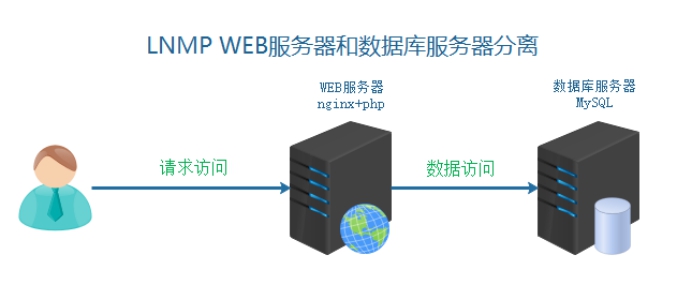 LNMP WEB服务器和数据库服务器分离
WEB服务器
nginx+php
数据库服务器
MySQL
请求访问
数据访问